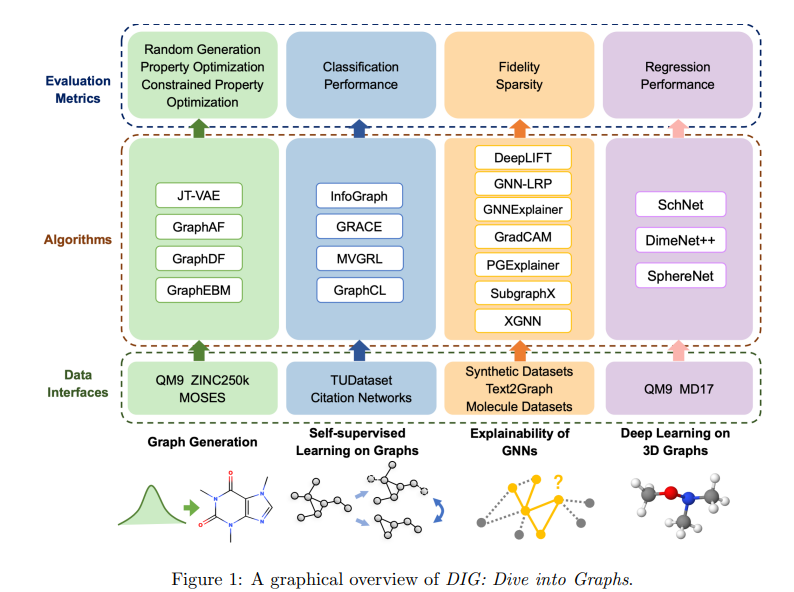 Evaluation
Metrics
Random Generation
Property Optimization
Constrained Property
Optimization
Classification
Performance
Fidelity
Sparsity
Regression
Performance
Algorithms
JT-VAE
GraphAF
GraphDF
GraphEBM
InfoGraph
GRACE
MVGRL
GraphCL
DeepLIFT
GNN-LRP
GNNExplainer
GradCAM
PGExplainer
SubgraphX
XGNN
SchNet
DimeNet++
SphereNet
Data
Interfaces
QM9 ZINC250k
MOSES
TUDataset
Citation Networks
Synthetic Datasets
Text2Graph
Molecule Datasets
QM9 MD17
Graph Generation
Self-supervised
Learning on Graphs
Explainability of
GNNs
Deep Learning on
3D Graphs
O
N
N
O
N
N
?
Figure 1: A graphical overview of DIG: Dive into Graphs.